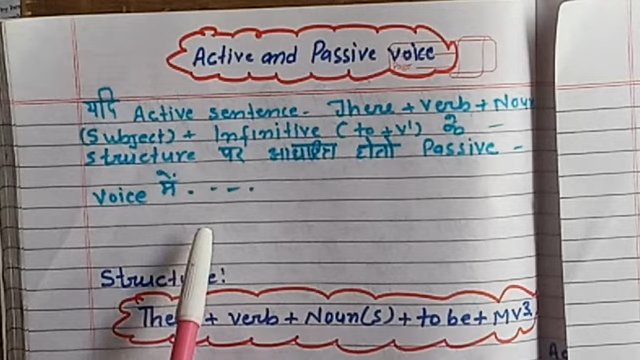 Active and Passive voice
यदि Active sentence. There + verb + Noun
(Subject) + Infinitive (to + v¹) के -
structure पर आधारित हो तो Passive -
voice में . - - - .
Structure:
The + verb + Noun(s) + to be + MV3